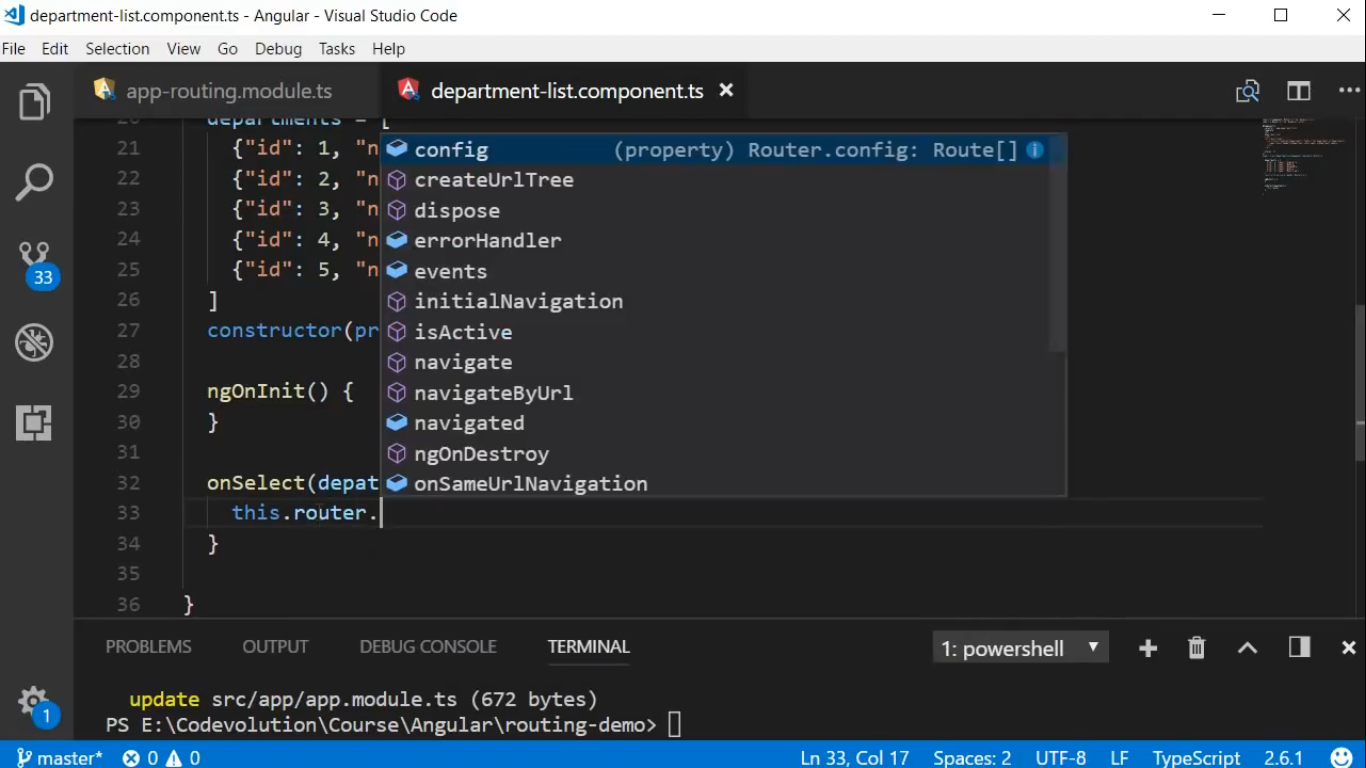 department-list.component.ts - Angular - Visual Studio Code
File Edit Selection View Go Debug Tasks Help
app-routing.module.ts department-list.component.ts
20 departments = [
21 {"id": 1, "n config (property) Router.config: Route[]
22 {"id": 2, "n createUrlTree
23 {"id": 3, "n dispose
24 {"id": 4, "n errorHandler
25 {"id": 5, "n events
26 ] initialNavigation
27 constructor(pr isActive
28 navigate
29 ngOnInit() { navigateByUrl
30 } navigated
31 ngOnDestroy
32 onSelect(depat onSameUrlNavigation
33 this.router.
34 }
35
36 }
33
PROBLEMS OUTPUT DEBUG CONSOLE TERMINAL 1: powershell
update src/app/app.module.ts (672 bytes)
PS E:\Codevolution\Course\Angular\routing-demo>
1
master* 0 0 Ln 33, Col 17 Spaces: 2 UTF-8 LF TypeScript 2.6.1